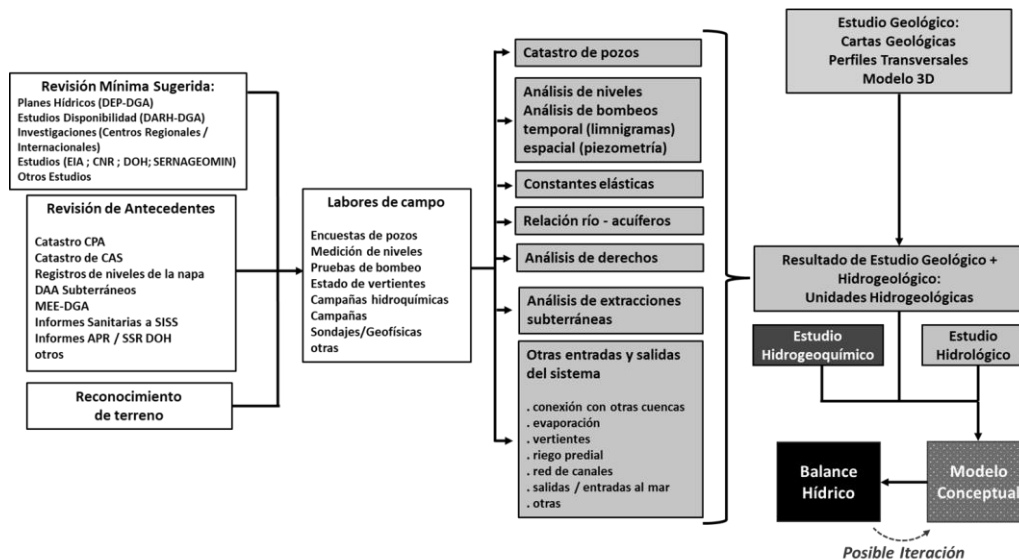 Revisión Mínima Sugerida:
Planes Hídricos (DEP-DGA)
Estudios Disponibilidad (DARH-DGA)
Investigaciones (Centros Regionales /
Internacionales)
Estudios (EIA ; CNR ; DOH; SERNAGEOMIN)
Otros Estudios
Revisión de Antecedentes
Catastro CPA
Catastro de CAS
Registros de niveles de la napa
DAA Subterráneos
MEE-DGA
Informes Sanitarias a SISS
Informes APR / SSR DOH
otros
Reconocimiento
de terreno
Labores de campo
Encuestas de pozos
Medición de niveles
Pruebas de bombeo
Estado de vertientes
Campañas hidroquímicas
Campañas
Sondajes/Geofísicas
otras
Catastro de pozos
Análisis de niveles
Análisis de bombeos
temporal (limnigramas)
espacial (piezometría)
Constantes elásticas
Relación río - acuíferos
Análisis de derechos
Análisis de extracciones
subterráneas
Otras entradas y salidas
del sistema
. conexión con otras cuencas
. evaporación
. vertientes
. riego predial
. red de canales
. salidas / entradas al mar
. otras
Estudio Geológico:
Cartas Geológicas
Perfiles Transversales
Modelo 3D
Resultado de Estudio Geológico +
Hidrogeológico:
Unidades Hidrogeológicas
Estudio
Hidrogeoquímico
Estudio
Hidrológico
Balance
Hídrico
Modelo
Conceptual
Posible Iteración